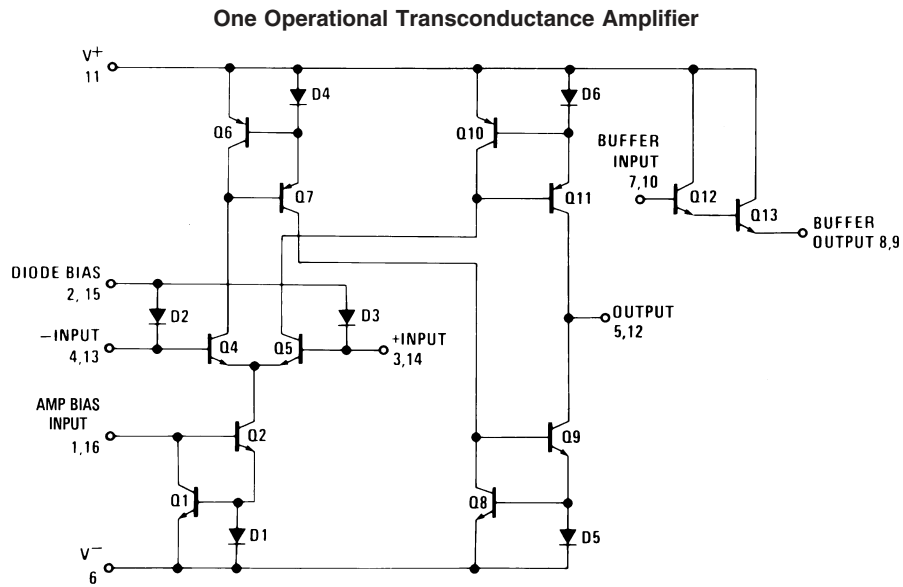 One Operational Transconductance Amplifier
V+
11
D4
D6
Q6
Q10
BUFFER
INPUT
7,10
Q7
Q11
Q12
Q13
BUFFER
OUTPUT 8,9
DIODE BIAS
2, 15
D2
D3
OUTPUT
5,12
−INPUT
4,13
Q4
Q5
+INPUT
3,14
AMP BIAS
INPUT
1,16
Q2
Q9
Q1
D1
Q8
D5
V−
6